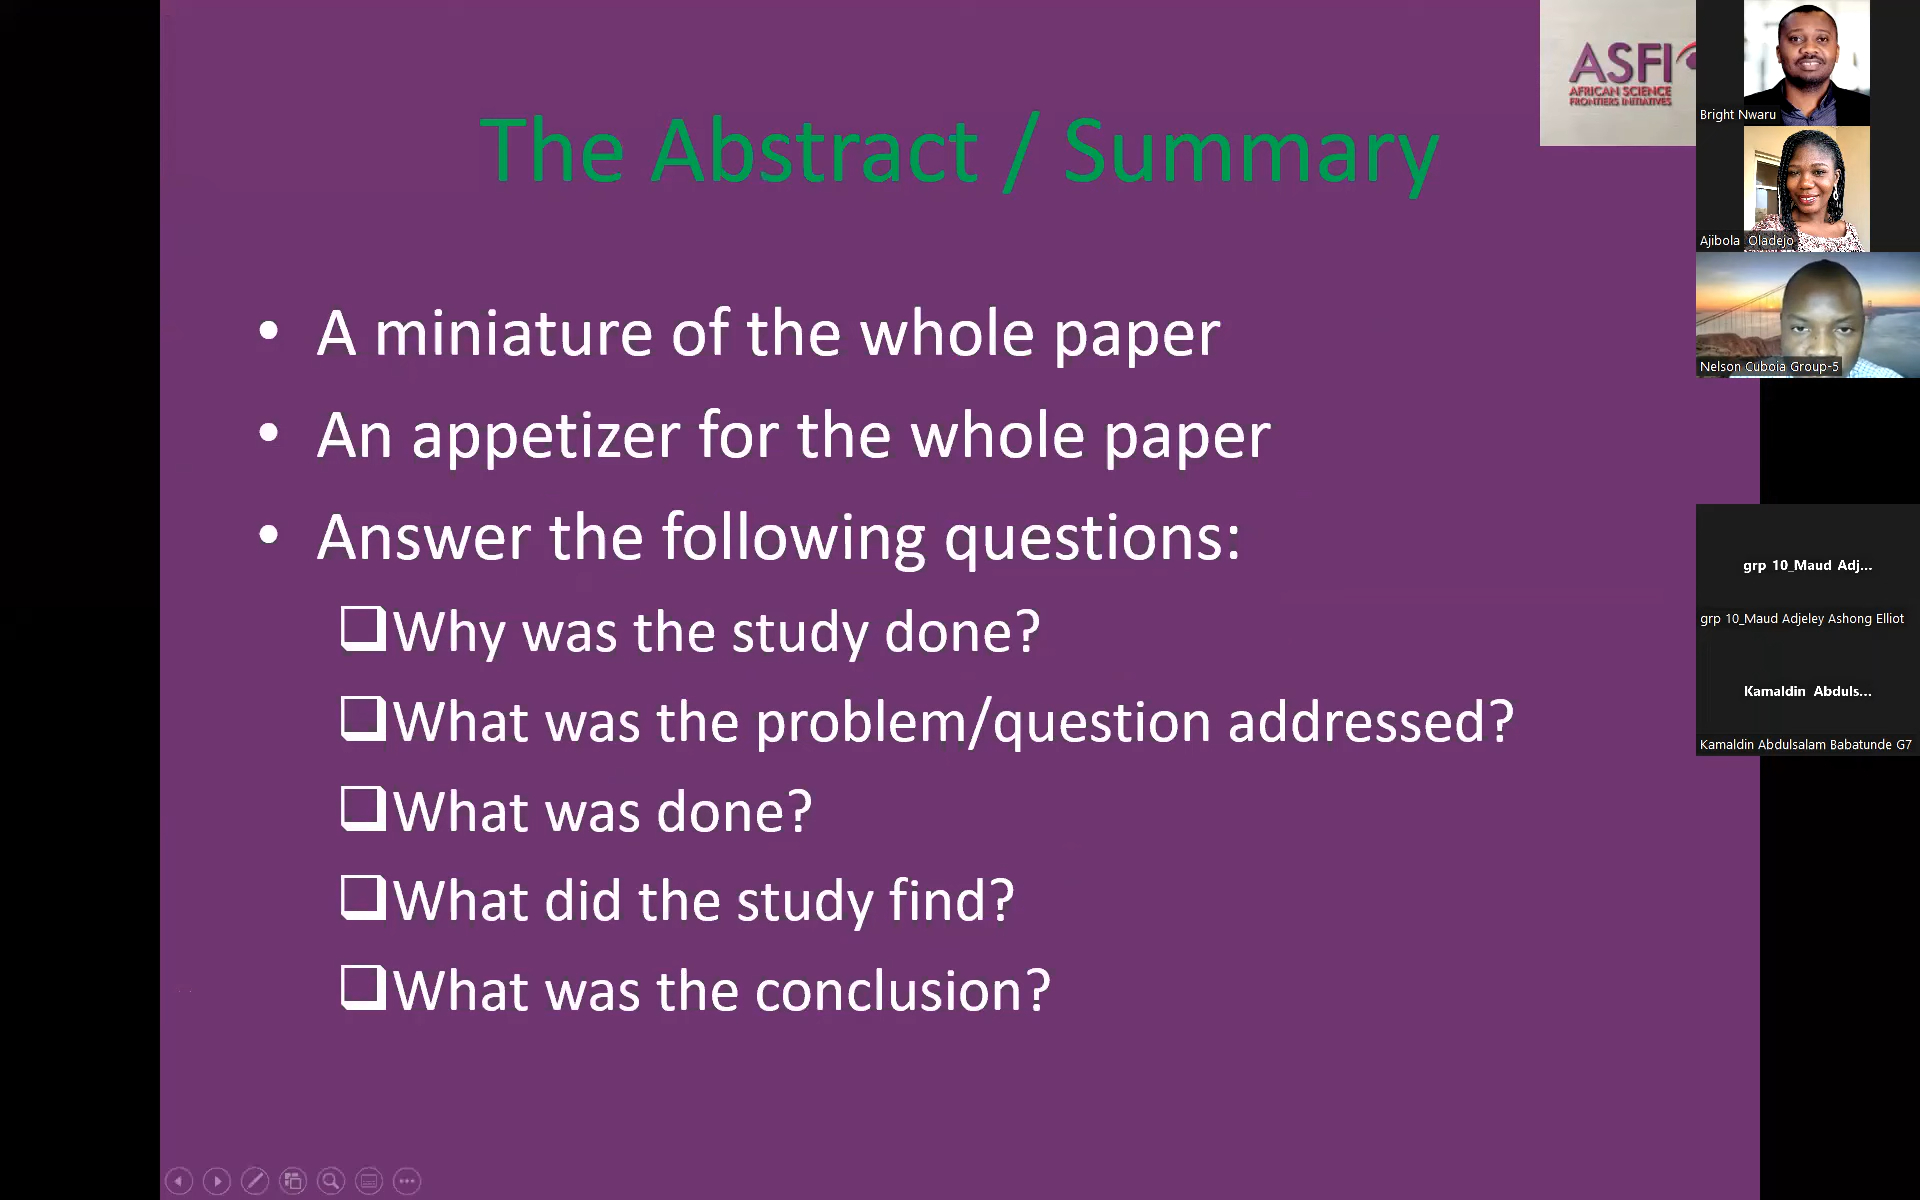 The Abstract / Summary
• A miniature of the whole paper
• An appetizer for the whole paper
• Answer the following questions:
❑Why was the study done?
❑What was the problem/question addressed?
❑What was done?
❑What did the study find?
❑What was the conclusion?
ASFI
AFRICAN SCIENCE
FRONTIERS INITIATIVES
Bright Nwaru
Ajibola Oladejo
Nelson Cuboia Group-5
grp 10_Maud Adj...
grp 10_Maud Adjeley Ashong Elliot
Kamaldin Abduls...
Kamaldin Abdulsalam Babatunde G7